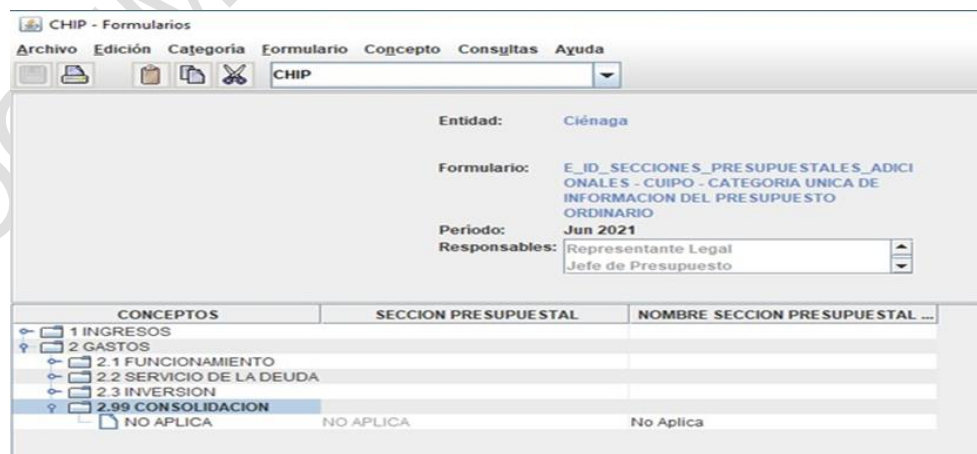 CHIP - Formularios
Archivo Edición Categoría Formulario Concepto Consultas Ayuda
CHIP
Entidad: Ciénaga
Formulario: E_ID_SECCIONES_PRESUPUESTALES_ADICI
ONALES - CUIPO - CATEGORIA UNICA DE
INFORMACION DEL PRESUPUESTO
ORDINARIO
Periodo: Jun 2021
Responsables: Representante Legal
Jefe de Presupuesto
CONCEPTOS SECCION PRESUPUESTAL NOMBRE SECCION PRESUPUESTAL ...
1 INGRESOS
2 GASTOS
2.1 FUNCIONAMIENTO
2.2 SERVICIO DE LA DEUDA
2.3 INVERSION
2.99 CONSOLIDACION
NO APLICA NO APLICA No Aplica